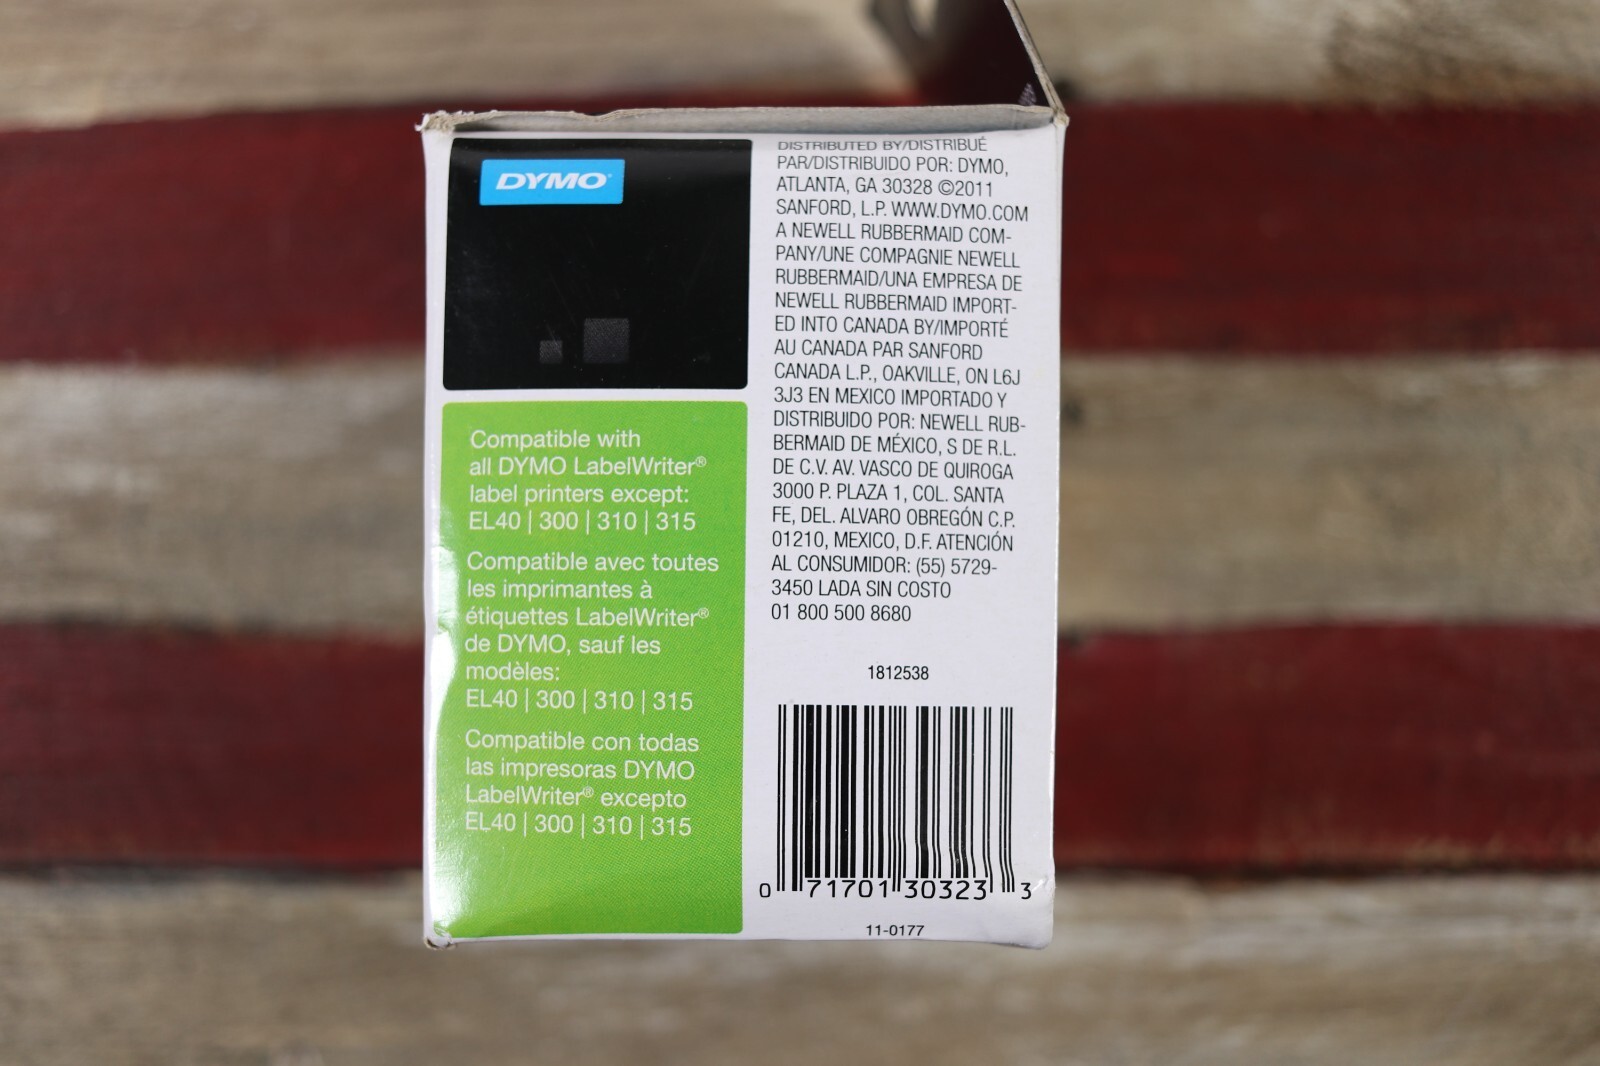 DYMO
Compatible with
all DYMO LabelWriter®
label printers except:
EL40 | 300 | 310 | 315
Compatible avec toutes
les imprimantes à
étiquettes LabelWriter®
de DYMO, sauf les
modèles:
EL40 | 300 | 310 | 315
Compatible con todas
las impresoras DYMO
LabelWriter® excepto
EL40 | 300 | 310 | 315
DISTRIBUTED BY/DISTRIBUÉ
PAR/DISTRIBUIDO POR: DYMO,
ATLANTA, GA 30328 ©2011
SANFORD, L.P. WWW.DYMO.COM
A NEWELL RUBBERMAID COM-
PANY/UNE COMPAGNIE NEWELL
RUBBERMAID/UNA EMPRESA DE
NEWELL RUBBERMAID IMPORT-
ED INTO CANADA BY/IMPORTÉ
AU CANADA PAR SANFORD
CANADA L.P., OAKVILLE, ON L6J
3J3 EN MEXICO IMPORTADO Y
DISTRIBUIDO POR: NEWELL RUB-
BERMAID DE MÉXICO, S DE R.L.
DE C.V. AV. VASCO DE QUIROGA
3000 P. PLAZA 1, COL. SANTA
FE, DEL. ALVARO OBREGÓN C.P.
01210, MEXICO, D.F. ATENCIÓN
AL CONSUMIDOR: (55) 5729-
3450 LADA SIN COSTO
01 800 500 8680
1812538
0 71701 30323 3
11-0177